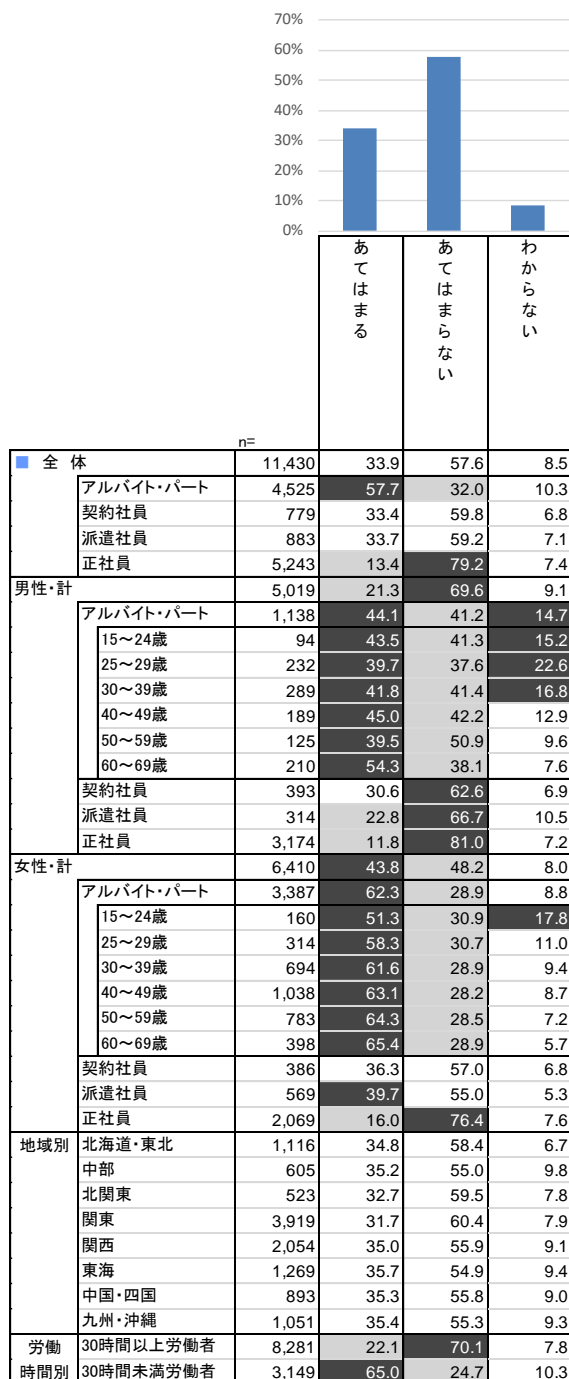 70%
60%
50%
40%
30%
20%
10%
0%
あてはまる
あてはまらない
わからない
n=
全 体 11,430 33.9 57.6 8.5
アルバイト・パート 4,525 57.7 32.0 10.3
契約社員 779 33.4 59.8 6.8
派遣社員 883 33.7 59.2 7.1
正社員 5,243 13.4 79.2 7.4
男性・計 5,019 21.3 69.6 9.1
アルバイト・パート 1,138 44.1 41.2 14.7
15～24歳 94 43.5 41.3 15.2
25～29歳 232 39.7 37.6 22.6
30～39歳 289 41.8 41.4 16.8
40～49歳 189 45.0 42.2 12.9
50～59歳 125 39.5 50.9 9.6
60～69歳 210 54.3 38.1 7.6
契約社員 393 30.6 62.6 6.9
派遣社員 314 22.8 66.7 10.5
正社員 3,174 11.8 81.0 7.2
女性・計 6,410 43.8 48.2 8.0
アルバイト・パート 3,387 62.3 28.9 8.8
15～24歳 160 51.3 30.9 17.8
25～29歳 314 58.3 30.7 11.0
30～39歳 694 61.6 28.9 9.4
40～49歳 1,038 63.1 28.2 8.7
50～59歳 783 64.3 28.5 7.2
60～69歳 398 65.4 28.9 5.7
契約社員 386 36.3 57.0 6.8
派遣社員 569 39.7 55.0 5.3
正社員 2,069 16.0 76.4 7.6
地域別 北海道・東北 1,116 34.8 58.4 6.7
中部 605 35.2 55.0 9.8
北関東 523 32.7 59.5 7.8
関東 3,919 31.7 60.4 7.9
関西 2,054 35.0 55.9 9.1
東海 1,269 35.7 54.9 9.4
中国・四国 893 35.3 55.8 9.0
九州・沖縄 1,051 35.4 55.3 9.3
労働 30時間以上労働者 8,281 22.1 70.1 7.8
時間別 30時間未満労働者 3,149 65.0 24.7 10.3